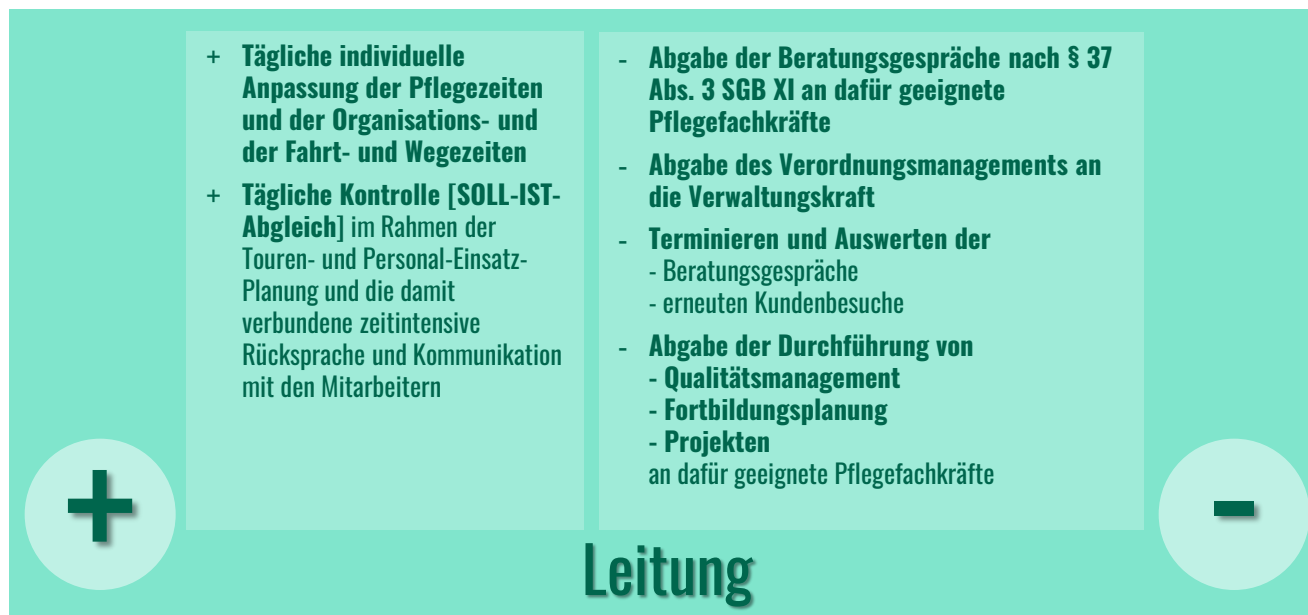 + Tägliche individuelle
Anpassung der Pflegezeiten
und der Organisations- und
der Fahrt- und Wegezeiten
+ Tägliche Kontrolle [SOLL-IST-
Abgleich] im Rahmen der
Touren- und Personal-Einsatz-
Planung und die damit
verbundene zeitintensive
Rücksprache und Kommunikation
mit den Mitarbeitern
- Abgabe der Beratungsgespräche nach § 37
Abs. 3 SGB XI an dafür geeignete
Pflegefachkräfte
- Abgabe des Verordnungsmanagements an
die Verwaltungskraft
- Terminieren und Auswerten der
- Beratungsgespräche
- erneuten Kundenbesuche
- Abgabe der Durchführung von
- Qualitätsmanagement
- Fortbildungsplanung
- Projekten
an dafür geeignete Pflegefachkräfte
+
-
Leitung